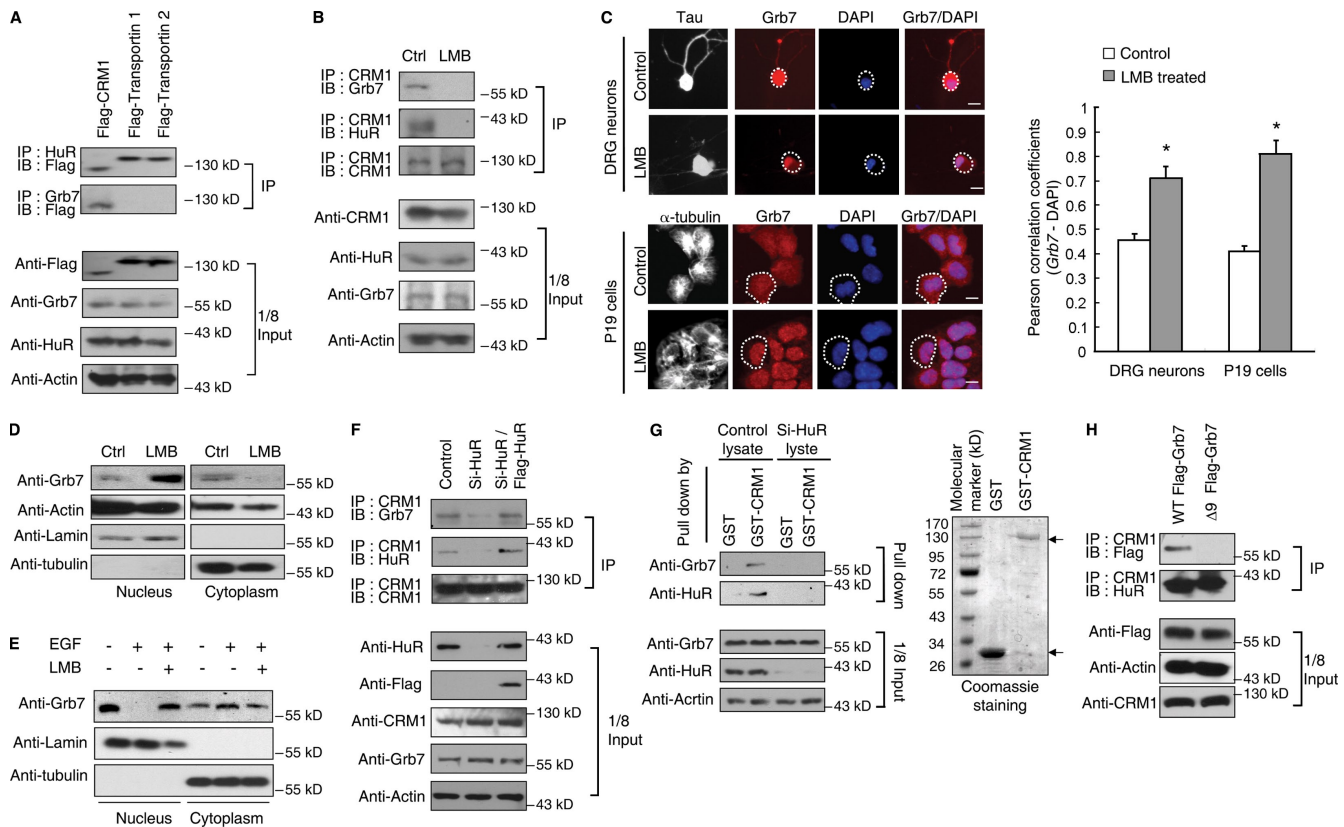 A
Flag-CRM1
Flag-Transportin 1
Flag-Transportin 2
IP : HuR
IB : Flag
130 kD
IP : Grb7
IB : Flag
130 kD
IP
Anti-Flag
130 kD
Anti-Grb7
55 kD
Anti-HuR
43 kD
Anti-Actin
43 kD
1/8
Input
B
Ctrl LMB
IP : CRM1
IB : Grb7
55 kD
IP : CRM1
IB : HuR
43 kD
IP : CRM1
IB : CRM1
130 kD
IP
Anti-CRM1
130 kD
Anti-HuR
43 kD
Anti-Grb7
55 kD
Anti-Actin
43 kD
1/8
Input
C
Tau Grb7 DAPI Grb7/DAPI
DRG neurons
Control
LMB
α-tubulin Grb7 DAPI Grb7/DAPI
P19 cells
Control
LMB
Control
LMB treated
Pearson correlation coefficients
(Grb7 - DAPI)
1
0.9
0.8
0.7
0.6
0.5
0.4
0.3
0.2
0.1
0
*
*
DRG neurons P19 cells
D
Ctrl LMB Ctrl LMB
Anti-Grb7
55 kD
Anti-Actin
43 kD
Anti-Lamin
55 kD
Anti-tubulin
55 kD
Nucleus Cytoplasm
E
EGF - + + - + +
LMB - - + - - +
Anti-Grb7
55 kD
Anti-Lamin
55 kD
Anti-tubulin
55 kD
Nucleus Cytoplasm
F
Control
Si-HuR
Si-HuR /
Flag-HuR
IP : CRM1
IB : Grb7
55 kD
IP : CRM1
IB : HuR
43 kD
IP : CRM1
IB : CRM1
130 kD
IP
Anti-HuR
43 kD
Anti-Flag
43 kD
Anti-CRM1
130 kD
Anti-Grb7
55 kD
Anti-Actin
43 kD
1/8
Input
G
Control
lysate
Si-HuR
lyste
Pull down by
GST
GST-CRM1
GST
GST-CRM1
Anti-Grb7
55 kD
Anti-HuR
43 kD
Pull down
Anti-Grb7
55 kD
Anti-HuR
43 kD
Anti-Acrtin
43 kD
1/8 Input
Molecular
marker (kD)
GST
GST-CRM1
170
130
95
72
55
43
34
26
Coomassie
staining
H
WT Flag-Grb7
Δ9 Flag-Grb7
IP : CRM1
IB : Flag
55 kD
IP : CRM1
IB : HuR
43 kD
IP
Anti-Flag
55 kD
Anti-Actin
43 kD
Anti-CRM1
130 kD
1/8
Input